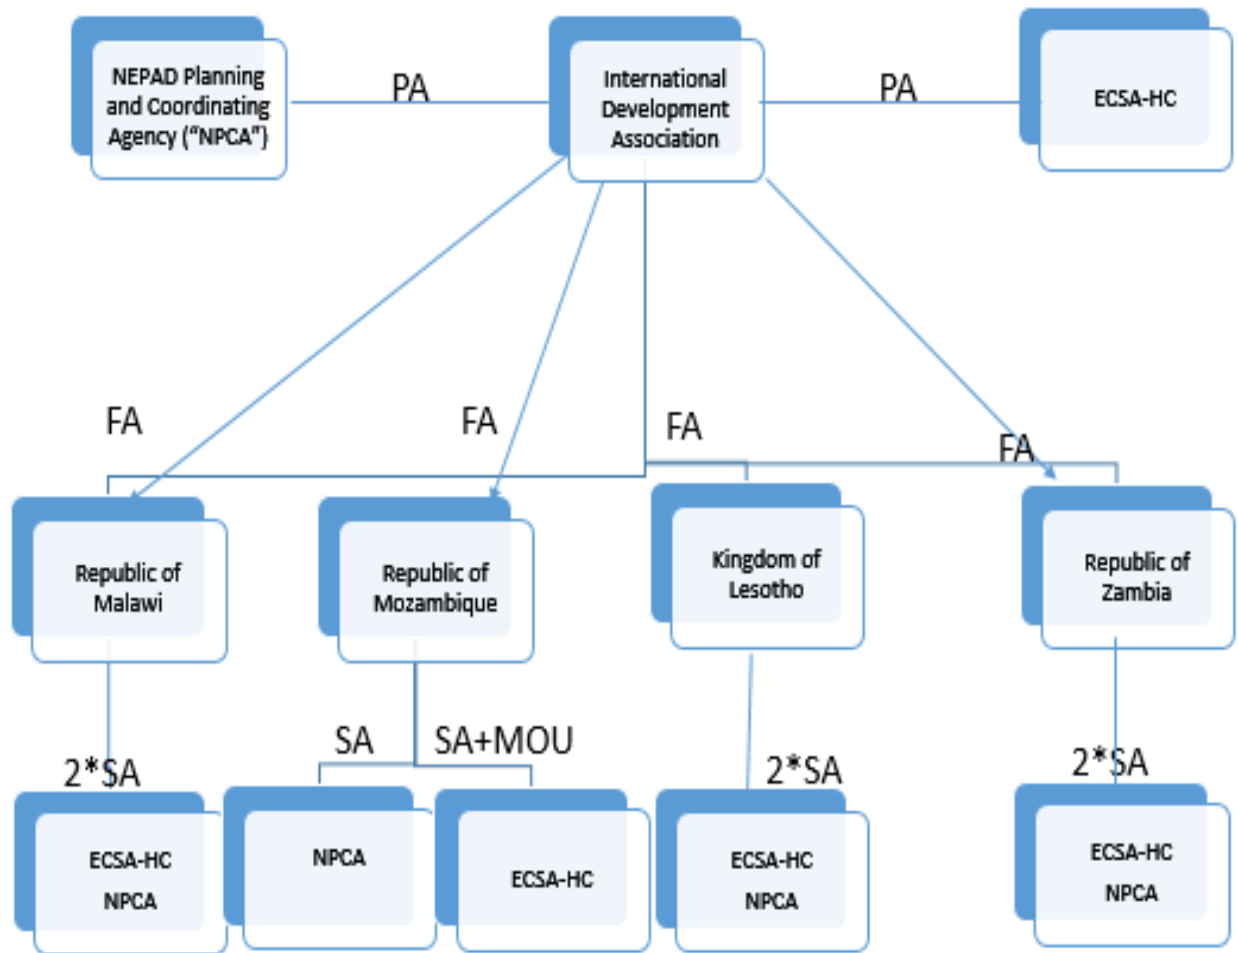 NEPAD Planning
and Coordinating
Agency ("NPCA")
PA
International
Development
Association
PA
ECSA-HC
FA
FA
FA
FA
Republic of
Malawi
Republic of
Mozambique
Kingdom of
Lesotho
Republic of
Zambia
2*SA
SA
SA+MOU
2*SA
2*SA
ECSA-HC
NPCA
NPCA
ECSA-HC
ECSA-HC
NPCA
ECSA-HC
NPCA